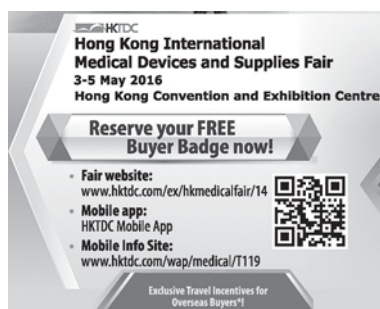 HKTDC
Hong Kong International
Medical Devices and Supplies Fair
3-5 May 2016
Hong Kong Convention and Exhibition Centre
Reserve your FREE
Buyer Badge now!
• Fair website:
www.hktdc.com/ex/hkmedicalfair/14
• Mobile app:
HKTDC Mobile App
• Mobile Info Site:
www.hktdc.com/wap/medical/T119
Exclusive Travel Incentives for
Overseas Buyers*!